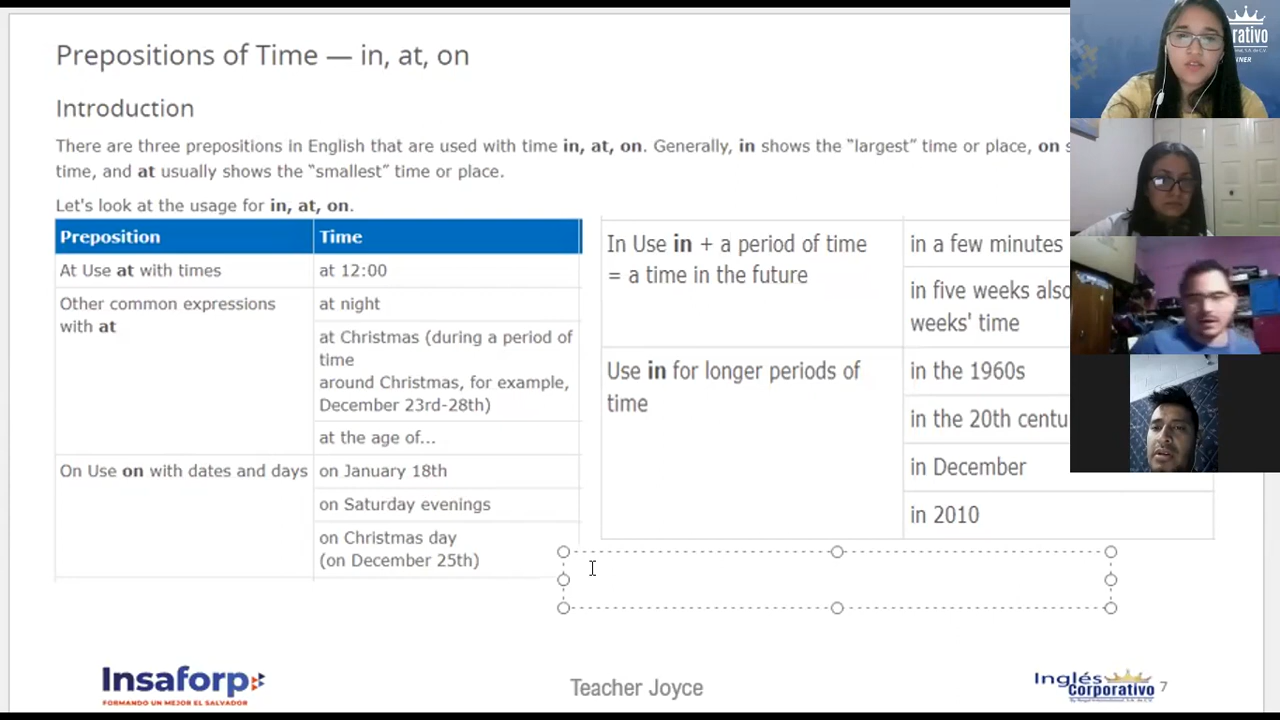 Prepositions of Time — in, at, on
Introduction
There are three prepositions in English that are used with time in, at, on. Generally, in shows the “largest” time or place, on
time, and at usually shows the “smallest” time or place.
Let's look at the usage for in, at, on.
Preposition Time
At Use at with times at 12:00
Other common expressions
with at
at night
at Christmas (during a period of
time
around Christmas, for example,
December 23rd-28th)
at the age of...
On Use on with dates and days on January 18th
on Saturday evenings
on Christmas day
(on December 25th)
In Use in + a period of time
= a time in the future
in a few minutes
in five weeks also
weeks' time
Use in for longer periods of
time
in the 1960s
in the 20th centu
in December
in 2010
Insaforp
FORMANDO UN MEJOR EL SALVADOR
Teacher Joyce
Inglés
Corporativo
7
rativo